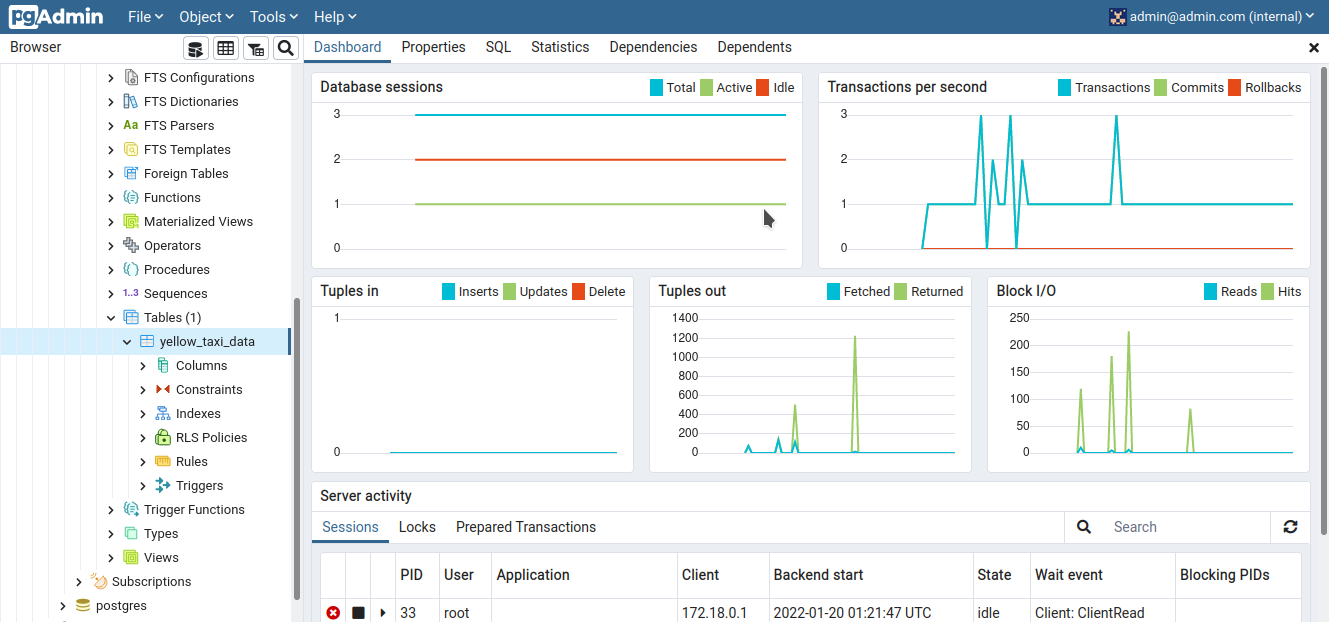 pgAdmin File Object Tools Help admin@admin.com (internal)
Browser Dashboard Properties SQL Statistics Dependencies Dependents
FTS Configurations
FTS Dictionaries
Aa FTS Parsers
FTS Templates
Foreign Tables
Functions
Materialized Views
Operators
Procedures
1..3 Sequences
Tables (1)
yellow_taxi_data
Columns
Constraints
Indexes
RLS Policies
Rules
Triggers
Trigger Functions
Types
Views
Subscriptions
postgres
Database sessions Total Active Idle
3
2
1
0
Transactions per second Transactions Commits Rollbacks
3
2
1
0
Tuples in Inserts Updates Delete
1
0
Tuples out Fetched Returned
1400
1200
1000
800
600
400
200
0
Block I/O Reads Hits
250
200
150
100
50
0
Server activity
Sessions Locks Prepared Transactions Search
PID User Application Client Backend start State Wait event Blocking PIDs
33 root 172.18.0.1 2022-01-20 01:21:47 UTC idle Client: ClientRead